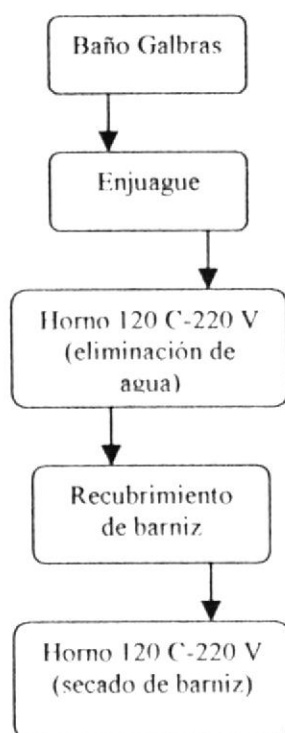 Baño Galbras
Enjuague
Horno 120 C-220 V
(eliminación de
agua)
Recubrimiento
de barniz
Horno 120 C-220 V
(secado de barniz)